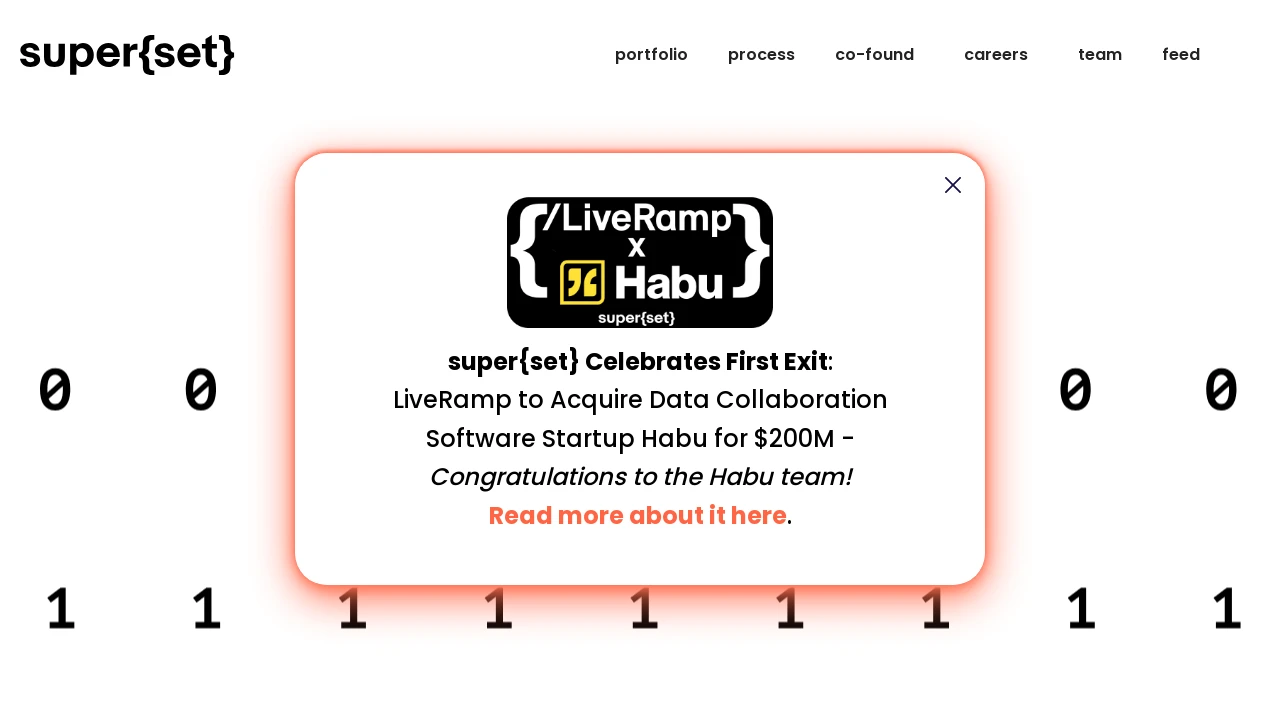 super{set}
portfolio process co-found careers team feed
{/LiveRamp}
x
Habu
super{set}
super{set} Celebrates First Exit:
LiveRamp to Acquire Data Collaboration
Software Startup Habu for $200M -
Congratulations to the Habu team!
Read more about it here.
0 0 0 0
1 1 1 1 1 1 1 1 1